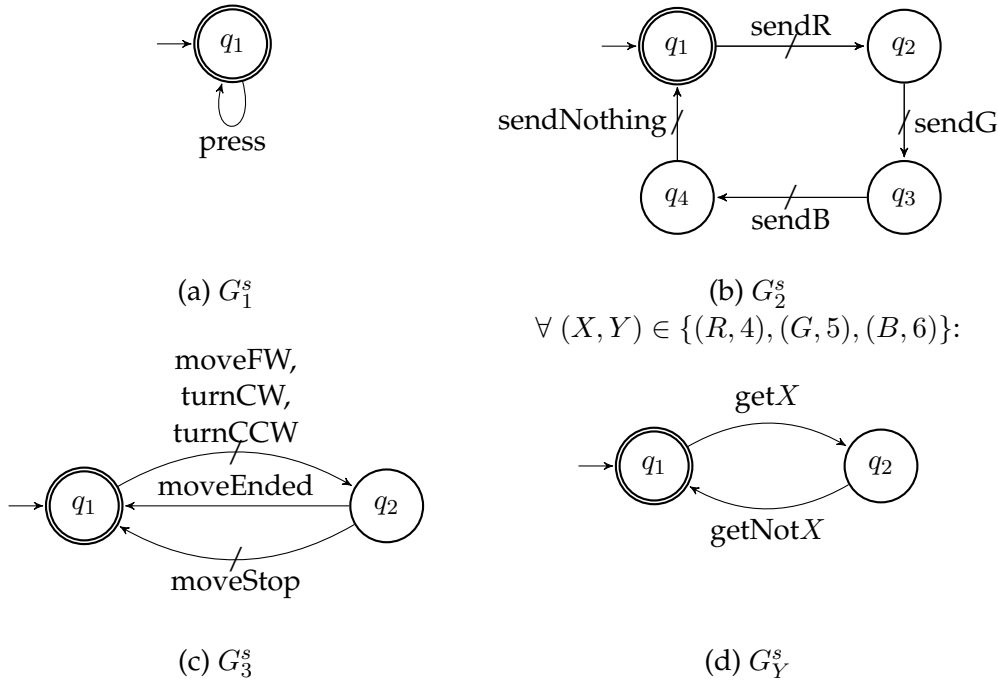 q1
press
(a) G^s_1
q1
sendR
q2
sendNothing
sendG
q4
sendB
q3
(b) G^s_2
∀ (X, Y) ∈ {(R, 4), (G, 5), (B, 6)}:
moveFW,
turnCW,
turnCCW
q1
moveEnded
q2
moveStop
(c) G^s_3
getX
q1
q2
getNotX
(d) G^s_Y